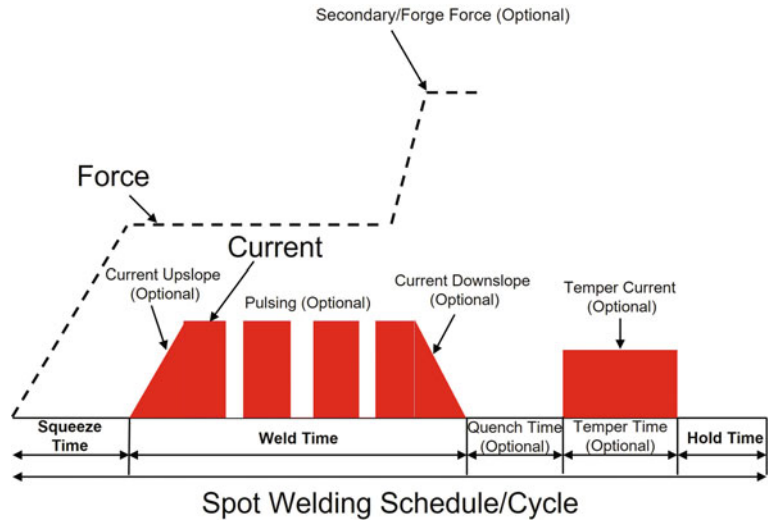 Secondary/Forge Force (Optional)
Force
Current
Current Upslope
(Optional)
Pulsing (Optional)
Current Downslope
(Optional)
Temper Current
(Optional)
Squeeze
Time
Weld Time
Quench Time
(Optional)
Temper Time
(Optional)
Hold Time
Spot Welding Schedule/Cycle